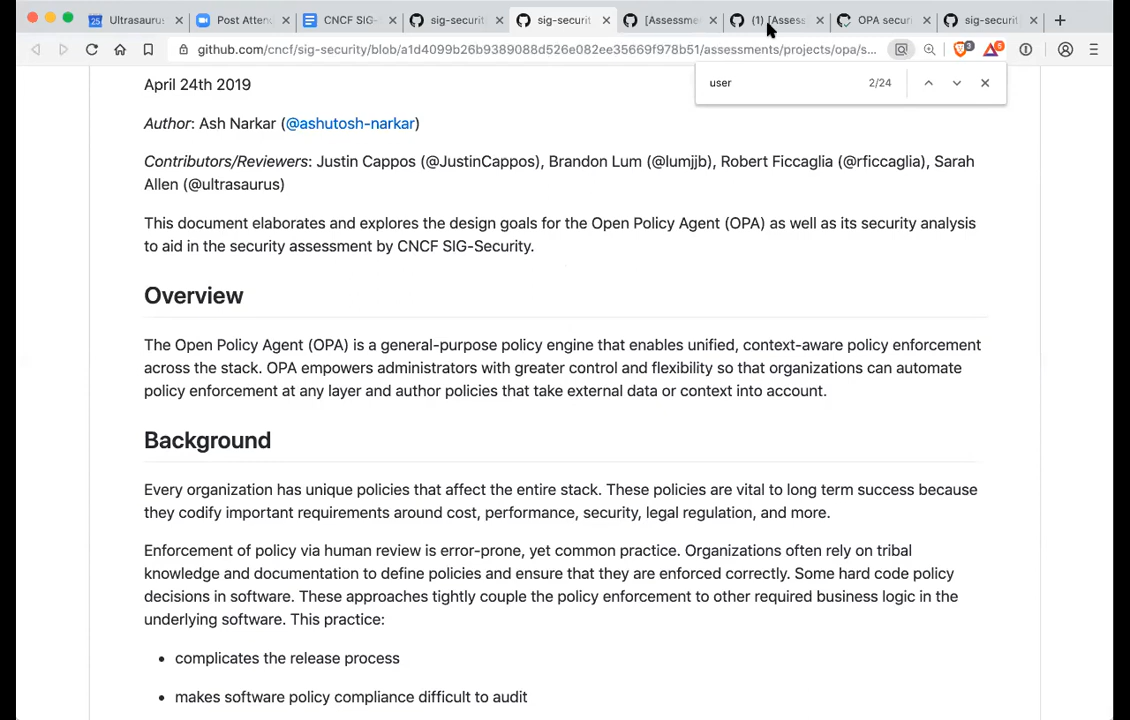 Ultrasaurus
Post Atten
CNCF SIG-
sig-securit
sig-securit
[Assessme
(1) [Assess
OPA securi
sig-securit
github.com/cncf/sig-security/blob/a1d4099b26b9389088d526e082ee35669f978b51/assessments/projects/opa/s...
user 2/24
April 24th 2019
Author: Ash Narkar (@ashutosh-narkar)
Contributors/Reviewers: Justin Cappos (@JustinCappos), Brandon Lum (@lumjjb), Robert Ficcaglia (@rficcaglia), Sarah
Allen (@ultrasaurus)
This document elaborates and explores the design goals for the Open Policy Agent (OPA) as well as its security analysis
to aid in the security assessment by CNCF SIG-Security.
Overview
The Open Policy Agent (OPA) is a general-purpose policy engine that enables unified, context-aware policy enforcement
across the stack. OPA empowers administrators with greater control and flexibility so that organizations can automate
policy enforcement at any layer and author policies that take external data or context into account.
Background
Every organization has unique policies that affect the entire stack. These policies are vital to long term success because
they codify important requirements around cost, performance, security, legal regulation, and more.
Enforcement of policy via human review is error-prone, yet common practice. Organizations often rely on tribal
knowledge and documentation to define policies and ensure that they are enforced correctly. Some hard code policy
decisions in software. These approaches tightly couple the policy enforcement to other required business logic in the
underlying software. This practice:
• complicates the release process
• makes software policy compliance difficult to audit